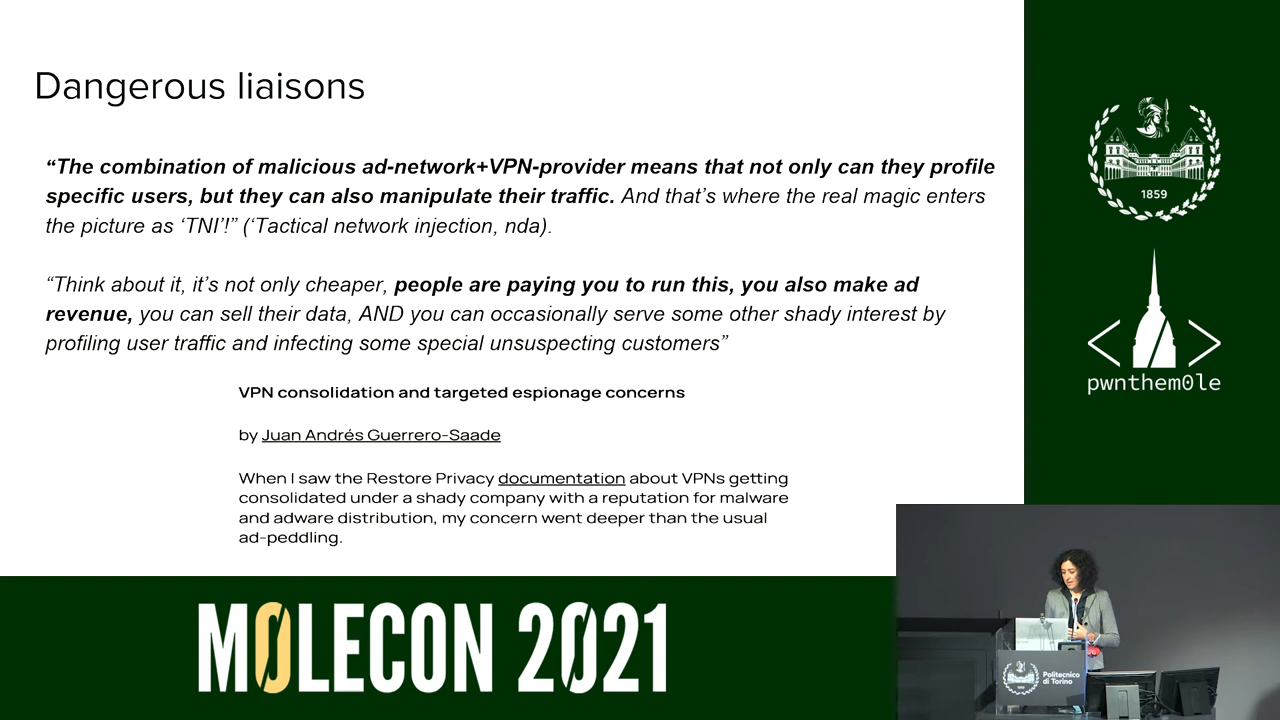 Dangerous liaisons
“The combination of malicious ad-network+VPN-provider means that not only can they profile
specific users, but they can also manipulate their traffic. And that’s where the real magic enters
the picture as ‘TNI’!” (‘Tactical network injection, nda).
“Think about it, it’s not only cheaper, people are paying you to run this, you also make ad
revenue, you can sell their data, AND you can occasionally serve some other shady interest by
profiling user traffic and infecting some special unsuspecting customers”
VPN consolidation and targeted espionage concerns
by Juan Andrés Guerrero-Saade
When I saw the Restore Privacy documentation about VPNs getting
consolidated under a shady company with a reputation for malware
and adware distribution, my concern went deeper than the usual
ad-peddling.
1859
pwnthem0le
MØLECON 2021
Politecnico
di Torino